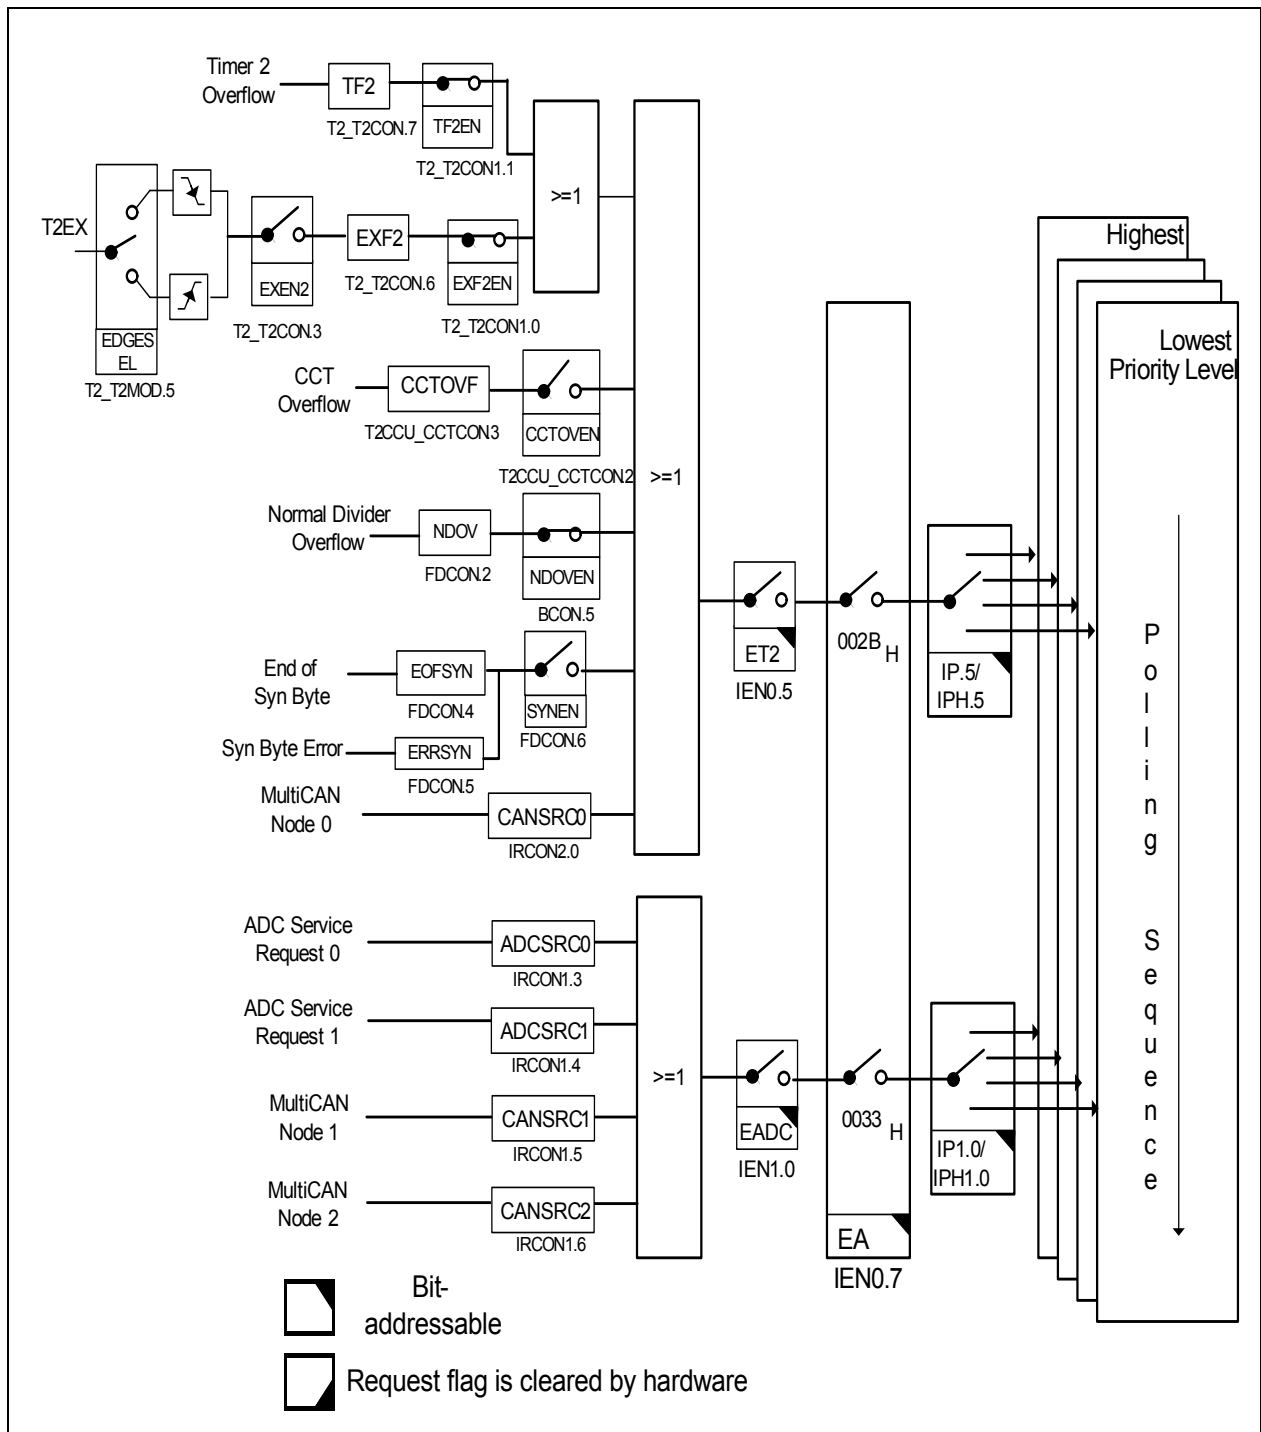 Timer 2
Overflow
TF2
T2_T2CON.7
TF2EN
T2_T2CON1.1
>=1
T2EX
EDGES
EL
T2_T2MOD.5
EXEN2
T2_T2CON.3
EXF2
T2_T2CON.6
EXF2EN
T2_T2CON1.0
CCT
Overflow
CCTOVF
T2CCU_CCTCON.3
CCTOVEN
T2CCU_CCTCON.2
>=1
Normal Divider
Overflow
NDOV
FDCON.2
NDOVEN
BCON.5
End of
Syn Byte
EOFSYN
FDCON.4
SYNEN
FDCON.6
Syn Byte Error
ERRSYN
FDCON.5
MultiCAN
Node 0
CANSRC0
IRCON2.0
ET2
IEN0.5
002B H
IP.5/
IPH.5
Highest
Lowest
Priority Level
Polling Sequence
ADC Service
Request 0
ADCSRC0
IRCON1.3
ADC Service
Request 1
ADCSRC1
IRCON1.4
MultiCAN
Node 1
CANSRC1
IRCON1.5
MultiCAN
Node 2
CANSRC2
IRCON1.6
>=1
EADC
IEN1.0
0033 H
IP1.0/
IPH1.0
EA
IEN0.7
Bit-
addressable
Request flag is cleared by hardware